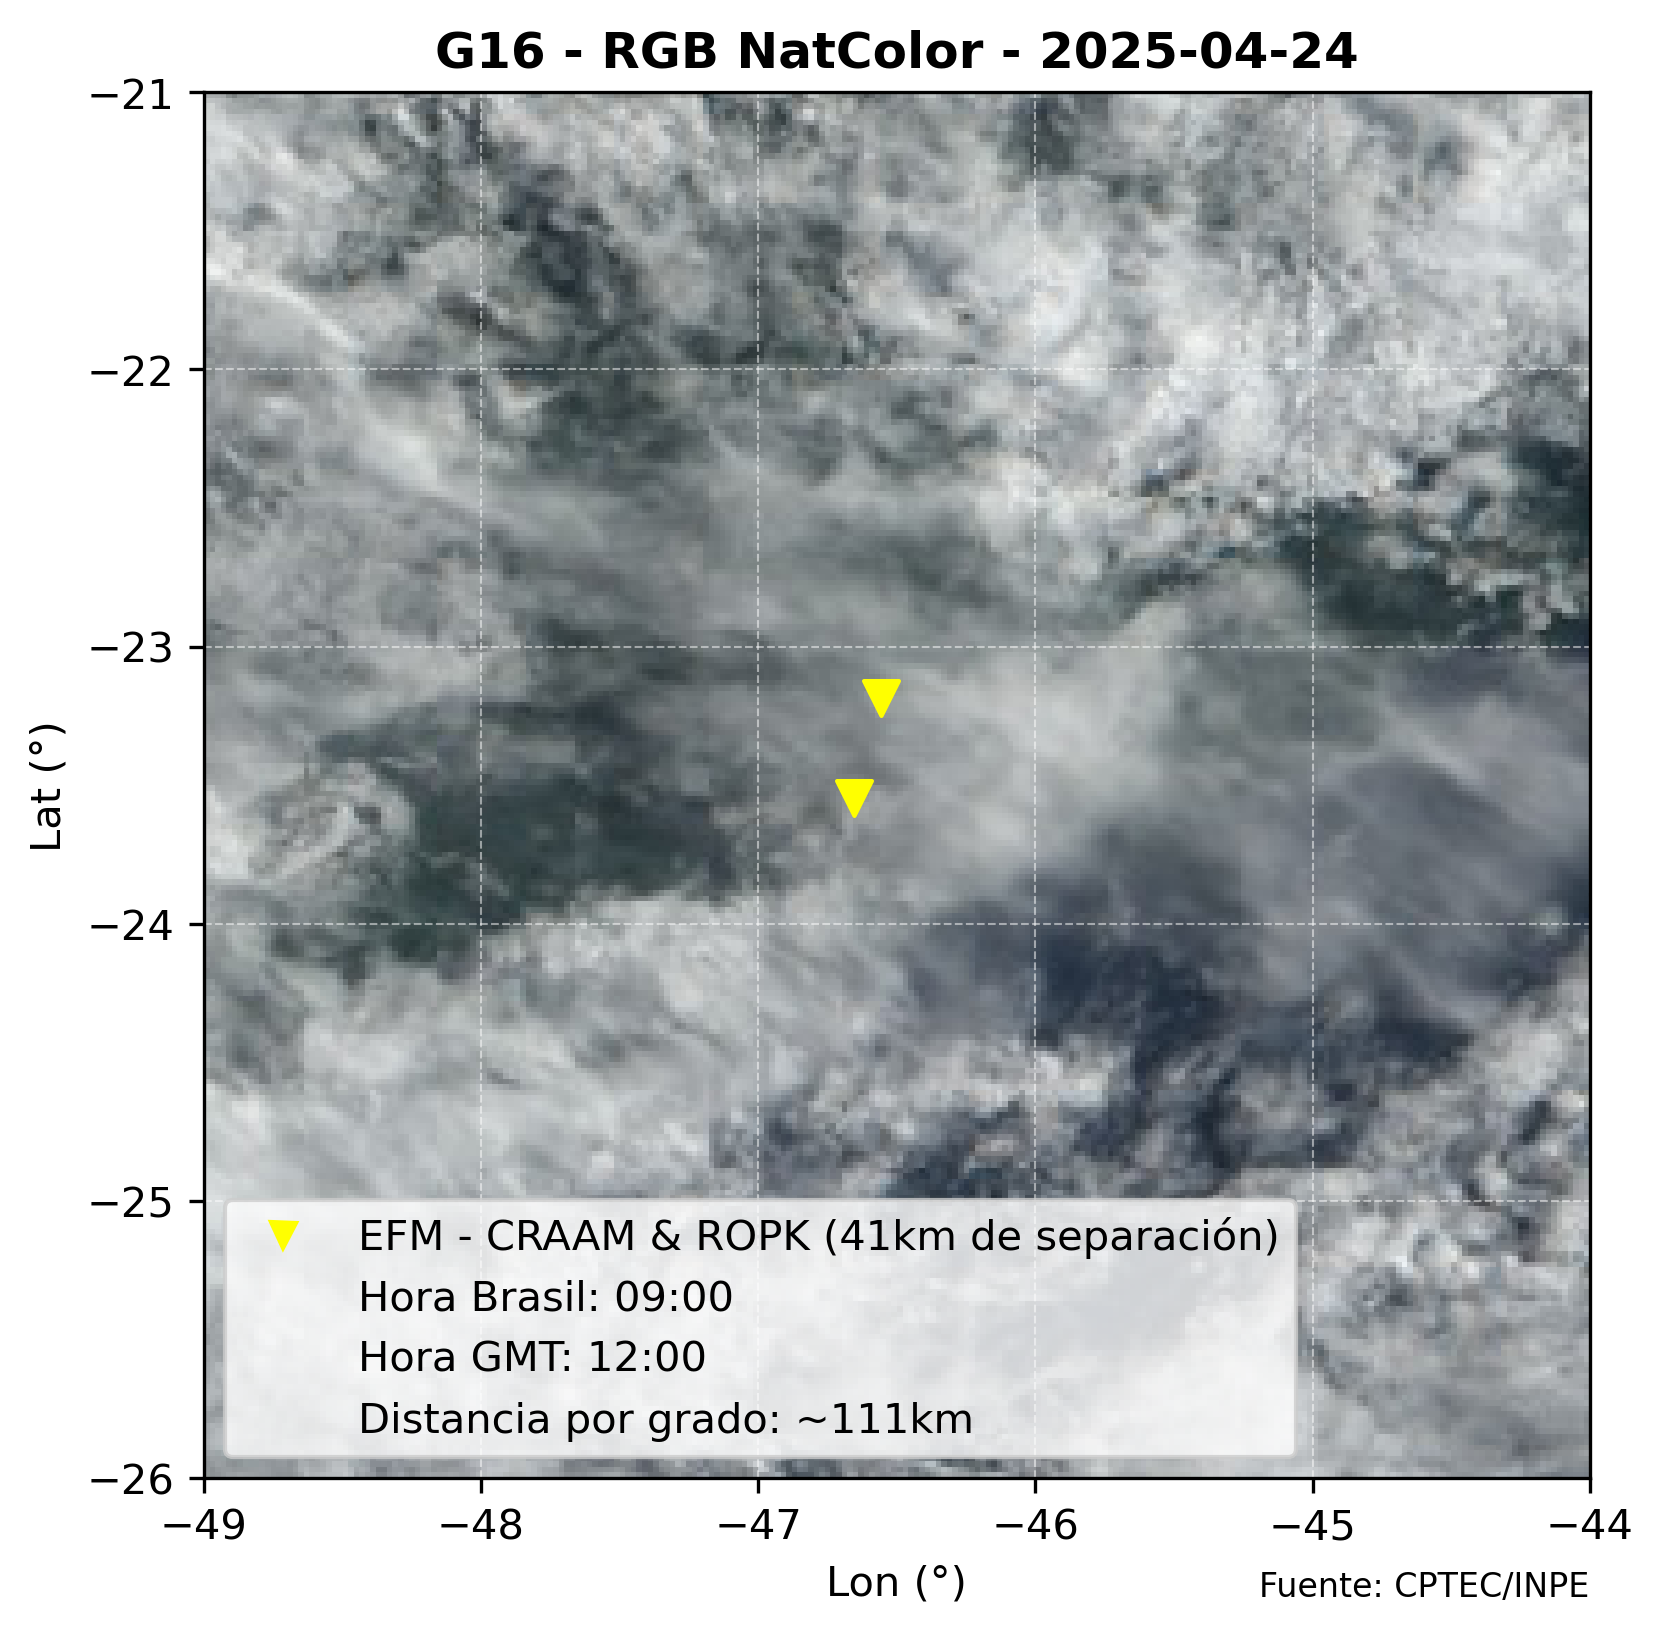 G16 - RGB NatColor - 2025-04-24
−21
−22
−23
−24
−25
−26
Lat (°)
EFM - CRAAM & ROPK (41km de separación)
Hora Brasil: 09:00
Hora GMT: 12:00
Distancia por grado: ~111km
−49
−48
−47
−46
−45
−44
Lon (°)
Fuente: CPTEC/INPE